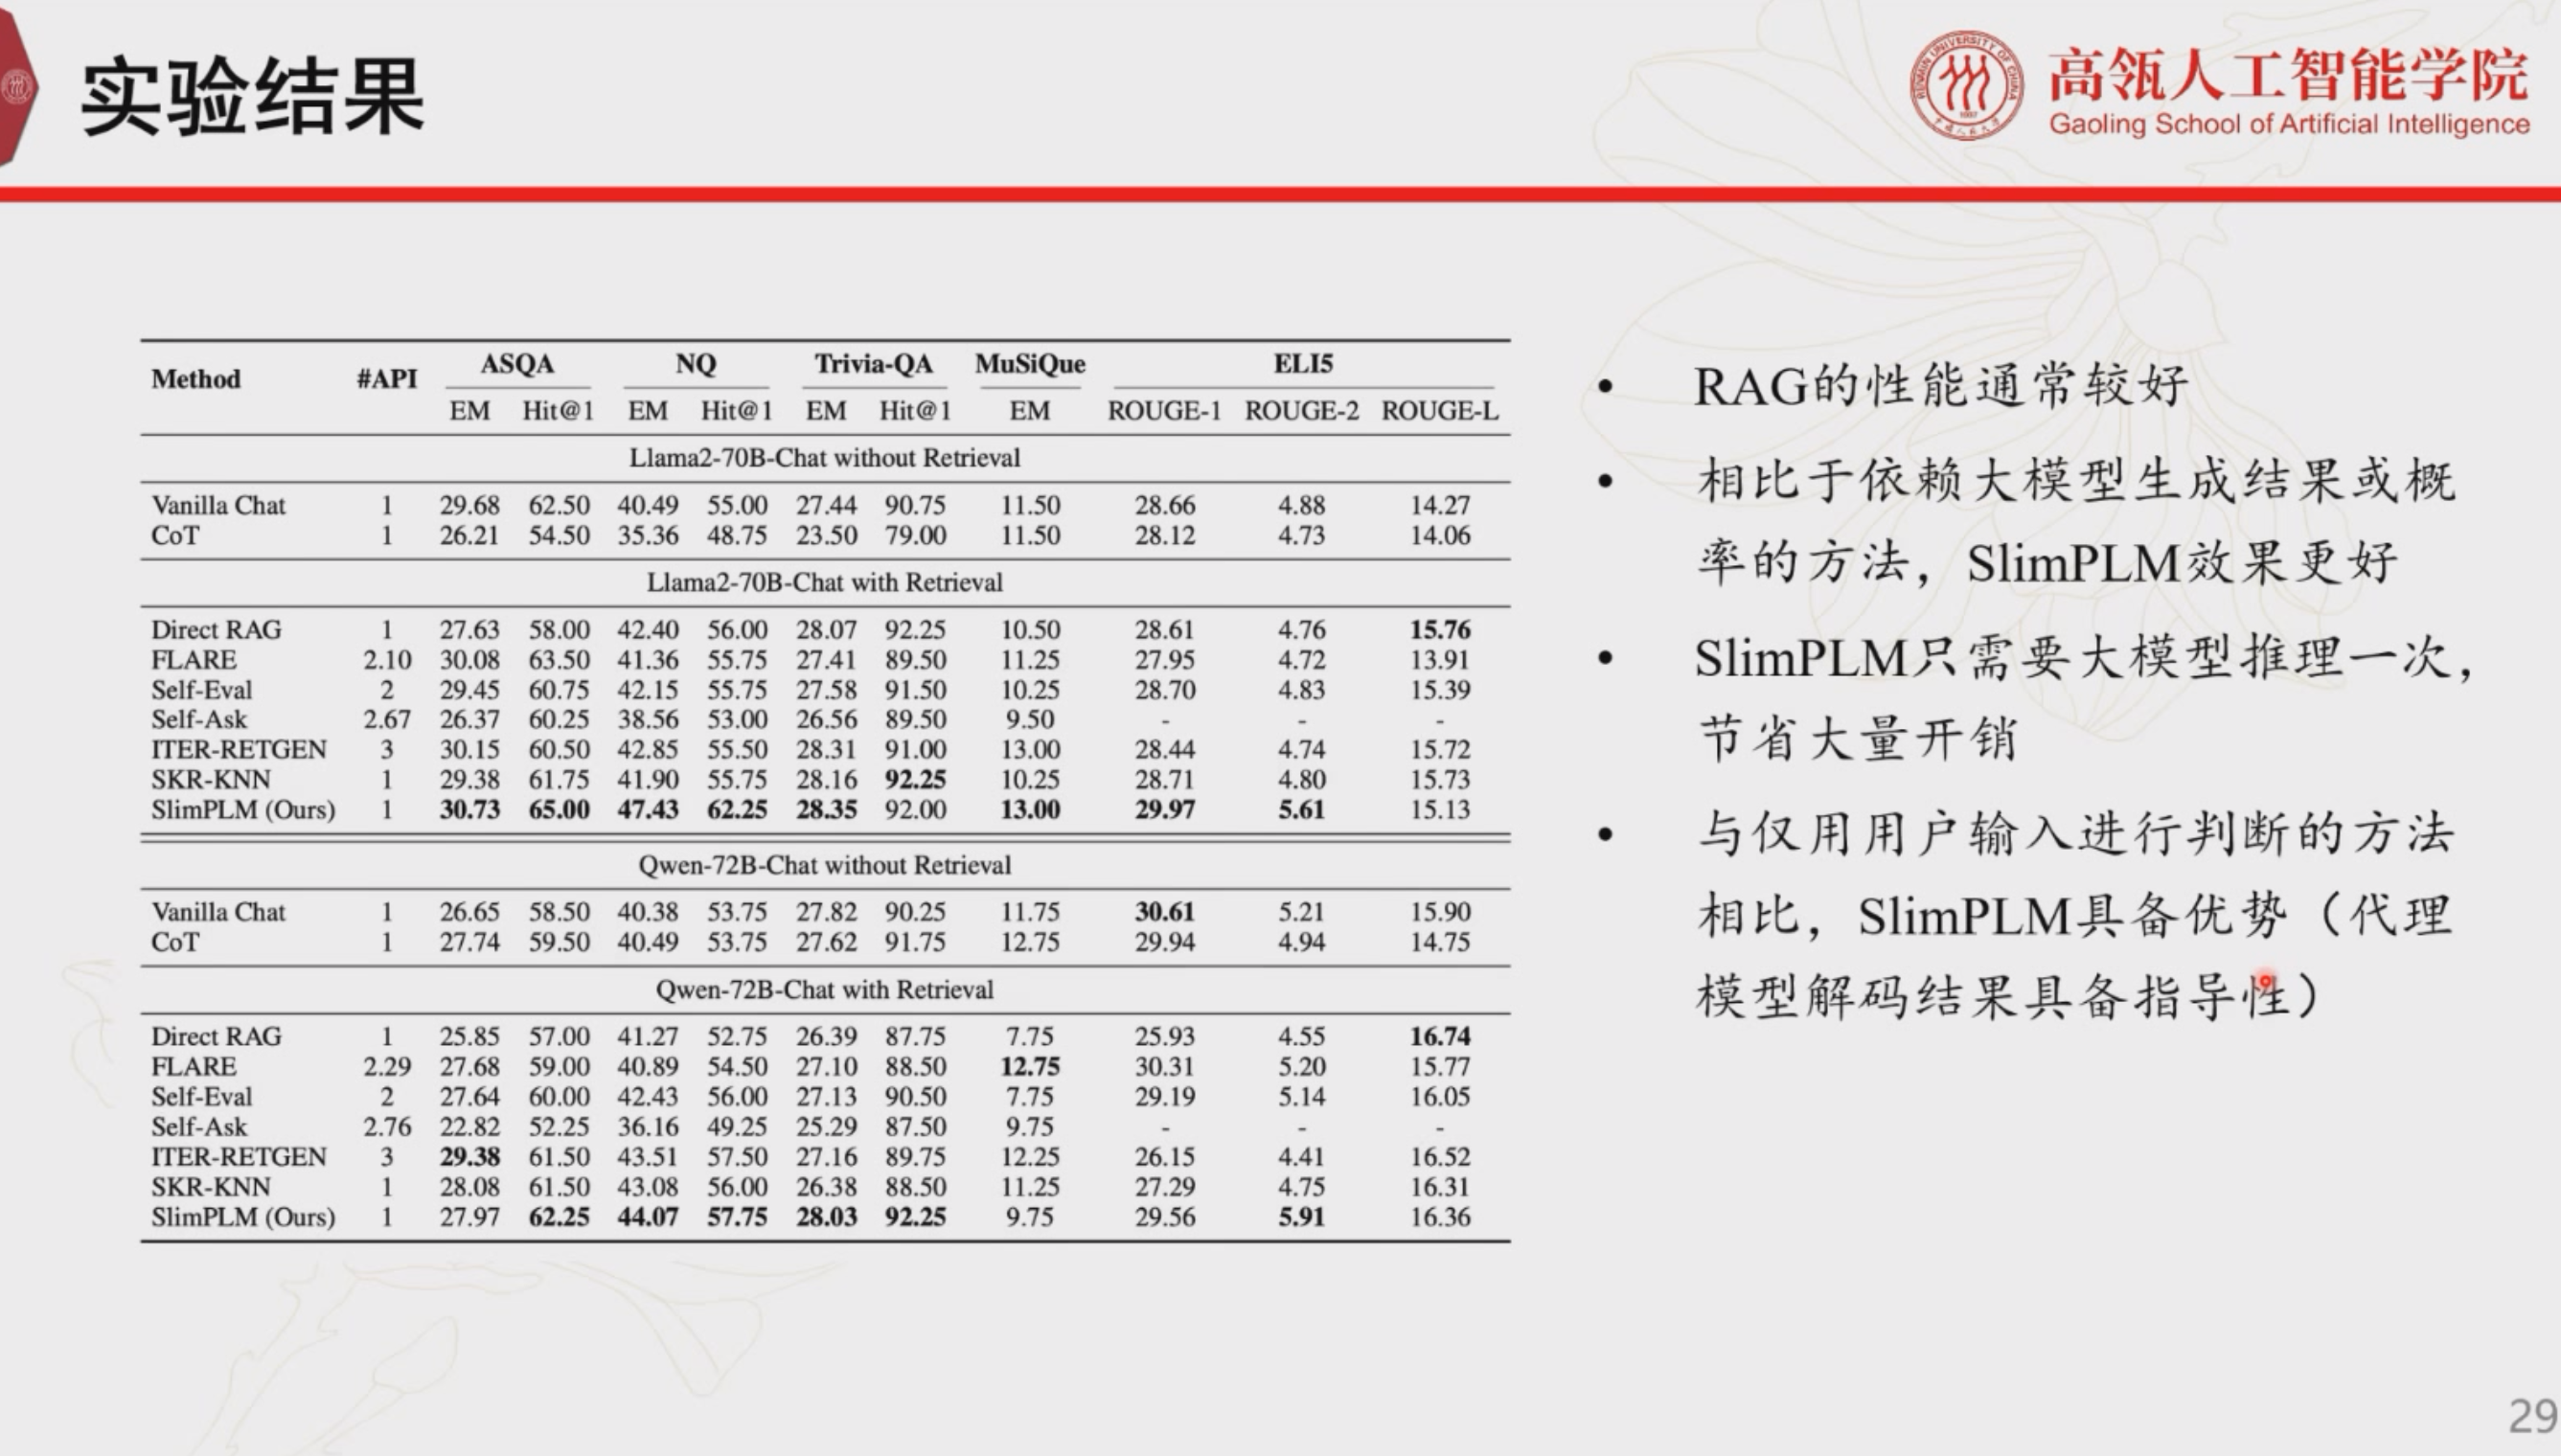 实验结果
高瓴人工智能学院
Gaoling School of Artificial Intelligence
Method #API ASQA NQ Trivia-QA MuSiQue ELI5
EM Hit@1 EM Hit@1 EM Hit@1 EM ROUGE-1 ROUGE-2 ROUGE-L
Llama2-70B-Chat without Retrieval
Vanilla Chat 1 29.68 62.50 40.49 55.00 27.44 90.75 11.50 28.66 4.88 14.27
CoT 1 26.21 54.50 35.36 48.75 23.50 79.00 11.50 28.12 4.73 14.06
Llama2-70B-Chat with Retrieval
Direct RAG 1 27.63 58.00 42.40 56.00 28.07 92.25 10.50 28.61 4.76 15.76
FLARE 2.10 30.08 63.50 41.36 55.75 27.41 89.50 11.25 27.95 4.72 13.91
Self-Eval 2 29.45 60.75 42.15 55.75 27.58 91.50 10.25 28.70 4.83 15.39
Self-Ask 2.67 26.37 60.25 38.56 53.00 26.56 89.50 9.50 - - -
ITER-RETGEN 3 30.15 60.50 42.85 55.50 28.31 91.00 13.00 28.44 4.74 15.72
SKR-KNN 1 29.38 61.75 41.90 55.75 28.16 92.25 10.25 28.71 4.80 15.73
SlimPLM (Ours) 1 30.73 65.00 47.43 62.25 28.35 92.00 13.00 29.97 5.61 15.13
Qwen-72B-Chat without Retrieval
Vanilla Chat 1 26.65 58.50 40.38 53.75 27.82 90.25 11.75 30.61 5.21 15.90
CoT 1 27.74 59.50 40.49 53.75 27.62 91.75 12.75 29.94 4.94 14.75
Qwen-72B-Chat with Retrieval
Direct RAG 1 25.85 57.00 41.27 52.75 26.39 87.75 7.75 25.93 4.55 16.74
FLARE 2.29 27.68 59.00 40.89 54.50 27.10 88.50 12.75 30.31 5.20 15.77
Self-Eval 2 27.64 60.00 42.43 56.00 27.13 90.50 7.75 29.19 5.14 16.05
Self-Ask 2.76 22.82 52.25 36.16 49.25 25.29 87.50 9.75 - - -
ITER-RETGEN 3 29.38 61.50 43.51 57.50 27.16 89.75 12.25 26.15 4.41 16.52
SKR-KNN 1 28.08 61.50 43.08 56.00 26.38 88.50 11.25 27.29 4.75 16.31
SlimPLM (Ours) 1 27.97 62.25 44.07 57.75 28.03 92.25 9.75 29.56 5.91 16.36
• RAG的性能通常较好
• 相比于依赖大模型生成结果或概
率的方法，SlimPLM效果更好
• SlimPLM只需要大模型推理一次，
节省大量开销
• 与仅用用户输入进行判断的方法
相比，SlimPLM具备优势（代理
模型解码结果具备指导性）
29